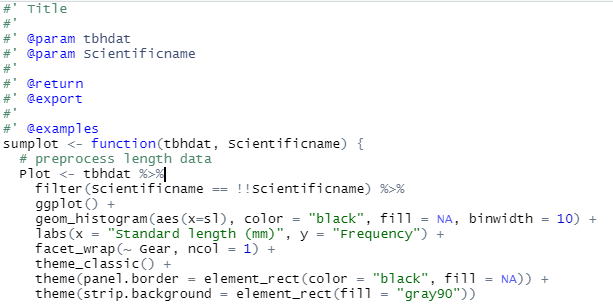 #' Title
#'
#' @param tbhdat
#' @param Scientificname
#'
#' @return
#' @export
#'
#' @examples
sumplot <- function(tbhdat, Scientificname) {
  # preprocess length data
  Plot <- tbhdat %>%
    filter(Scientificname == !!Scientificname) %>%
    ggplot() +
    geom_histogram(aes(x=sl), color = "black", fill = NA, binwidth = 10) +
    labs(x = "Standard length (mm)", y = "Frequency") +
    facet_wrap(~ Gear, ncol = 1) +
    theme_classic() +
    theme(panel.border = element_rect(color = "black", fill = NA)) +
    theme(strip.background = element_rect(fill = "gray90"))